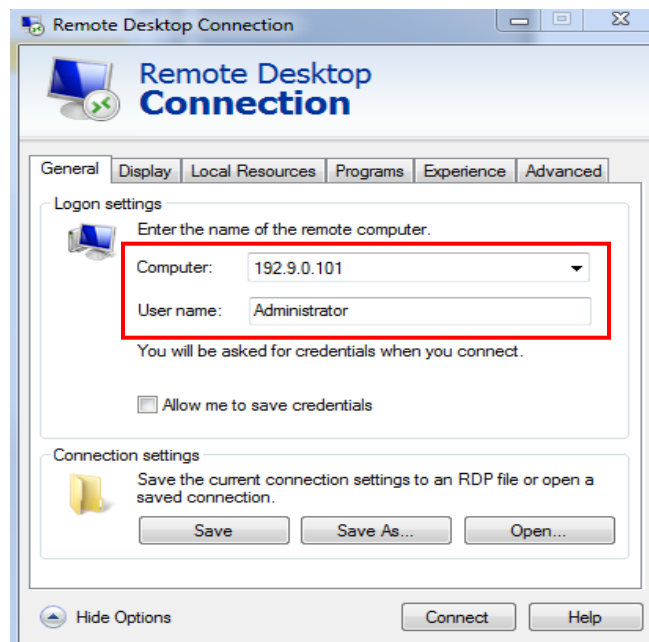 Remote Desktop Connection
Remote Desktop
Connection
General Display Local Resources Programs Experience Advanced
Logon settings
Enter the name of the remote computer.
Computer: 192.9.0.101
User name: Administrator
You will be asked for credentials when you connect.
Allow me to save credentials
Connection settings
Save the current connection settings to an RDP file or open a
saved connection.
Save Save As... Open...
Hide Options Connect Help